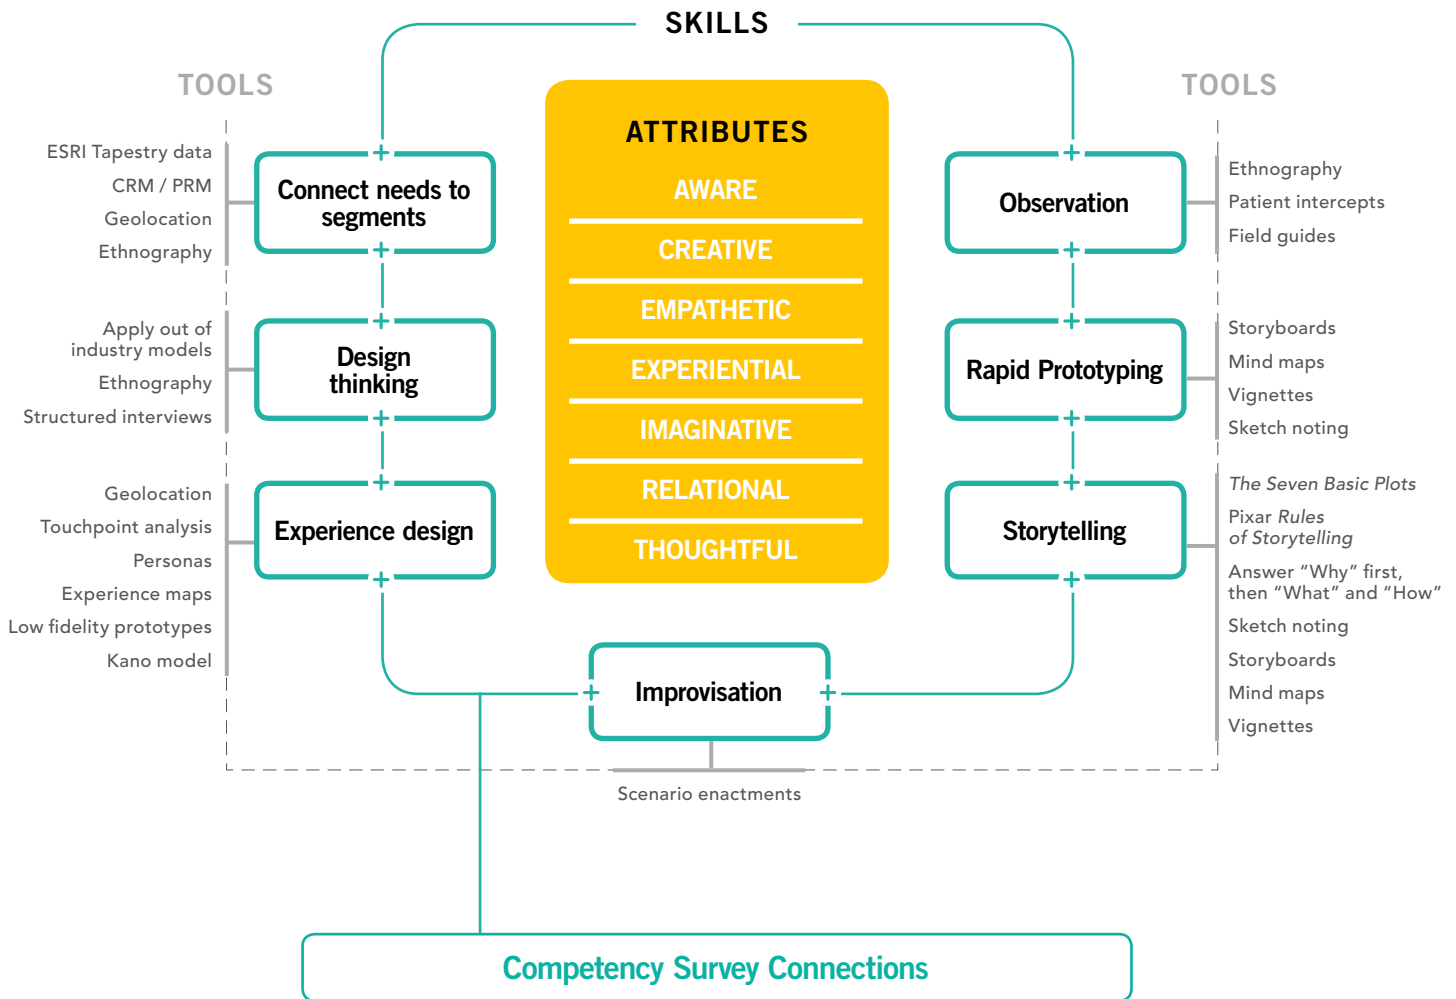 SKILLS
TOOLS
ESRI Tapestry data
CRM / PRM
Geolocation
Ethnography
Connect needs to
segments
Apply out of
industry models
Ethnography
Structured interviews
Design
thinking
Geolocation
Touchpoint analysis
Personas
Experience maps
Low fidelity prototypes
Kano model
Experience design
ATTRIBUTES
AWARE
CREATIVE
EMPATHETIC
EXPERIENTIAL
IMAGINATIVE
RELATIONAL
THOUGHTFUL
TOOLS
Observation
Ethnography
Patient intercepts
Field guides
Rapid Prototyping
Storyboards
Mind maps
Vignettes
Sketch noting
Storytelling
The Seven Basic Plots
Pixar Rules
of Storytelling
Answer “Why” first,
then “What” and “How”
Sketch noting
Storyboards
Mind maps
Vignettes
Improvisation
Scenario enactments
Competency Survey Connections